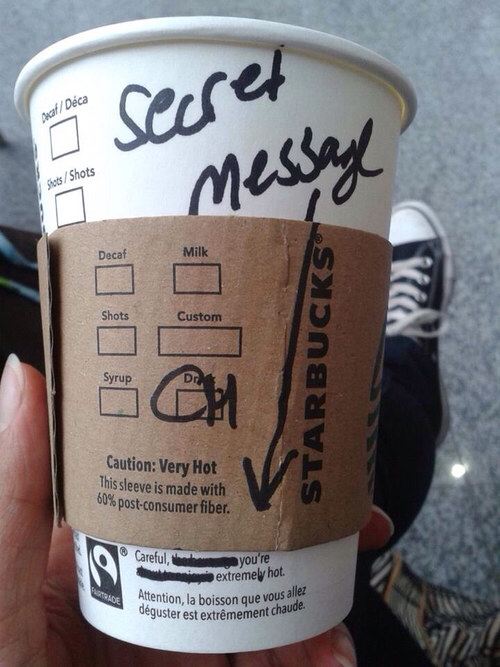 Secret
Message
Decaf / Déca
Shots / Shots
Decaf Milk
Shots Custom
Syrup
CH
STARBUCKS®
Caution: Very Hot
This sleeve is made with
60% post-consumer fiber.
FAIRTRADE
®
Careful, you're
extremely hot.
Attention, la boisson que vous allez
déguster est extrêmement chaude.